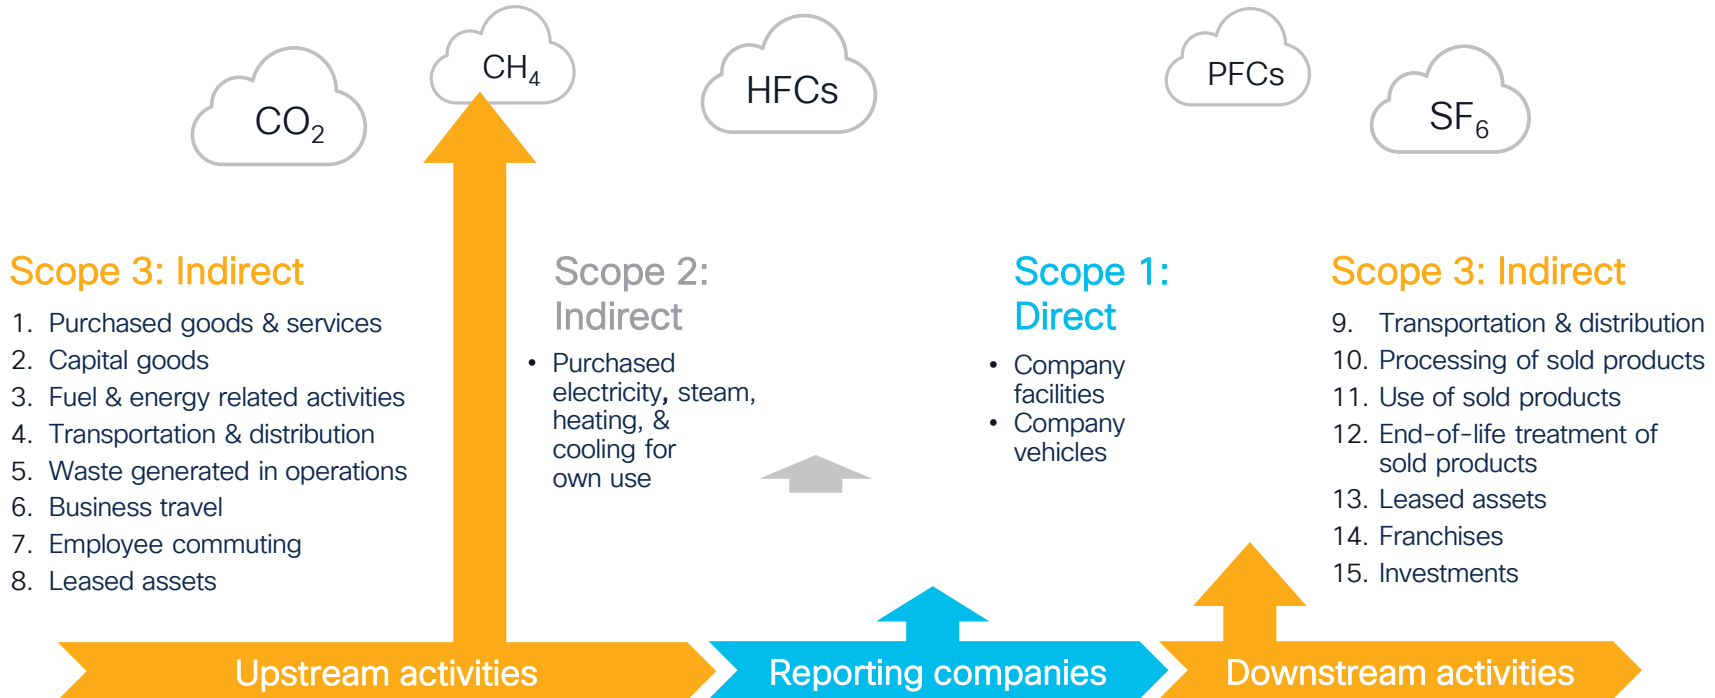 CO₂
CH₄
HFCs
PFCs
SF₆
Scope 3: Indirect
1. Purchased goods & services
2. Capital goods
3. Fuel & energy related activities
4. Transportation & distribution
5. Waste generated in operations
6. Business travel
7. Employee commuting
8. Leased assets
Scope 2:
Indirect
• Purchased
electricity, steam,
heating, &
cooling for
own use
Scope 1:
Direct
• Company
facilities
• Company
vehicles
Scope 3: Indirect
9. Transportation & distribution
10. Processing of sold products
11. Use of sold products
12. End-of-life treatment of
sold products
13. Leased assets
14. Franchises
15. Investments
Upstream activities
Reporting companies
Downstream activities